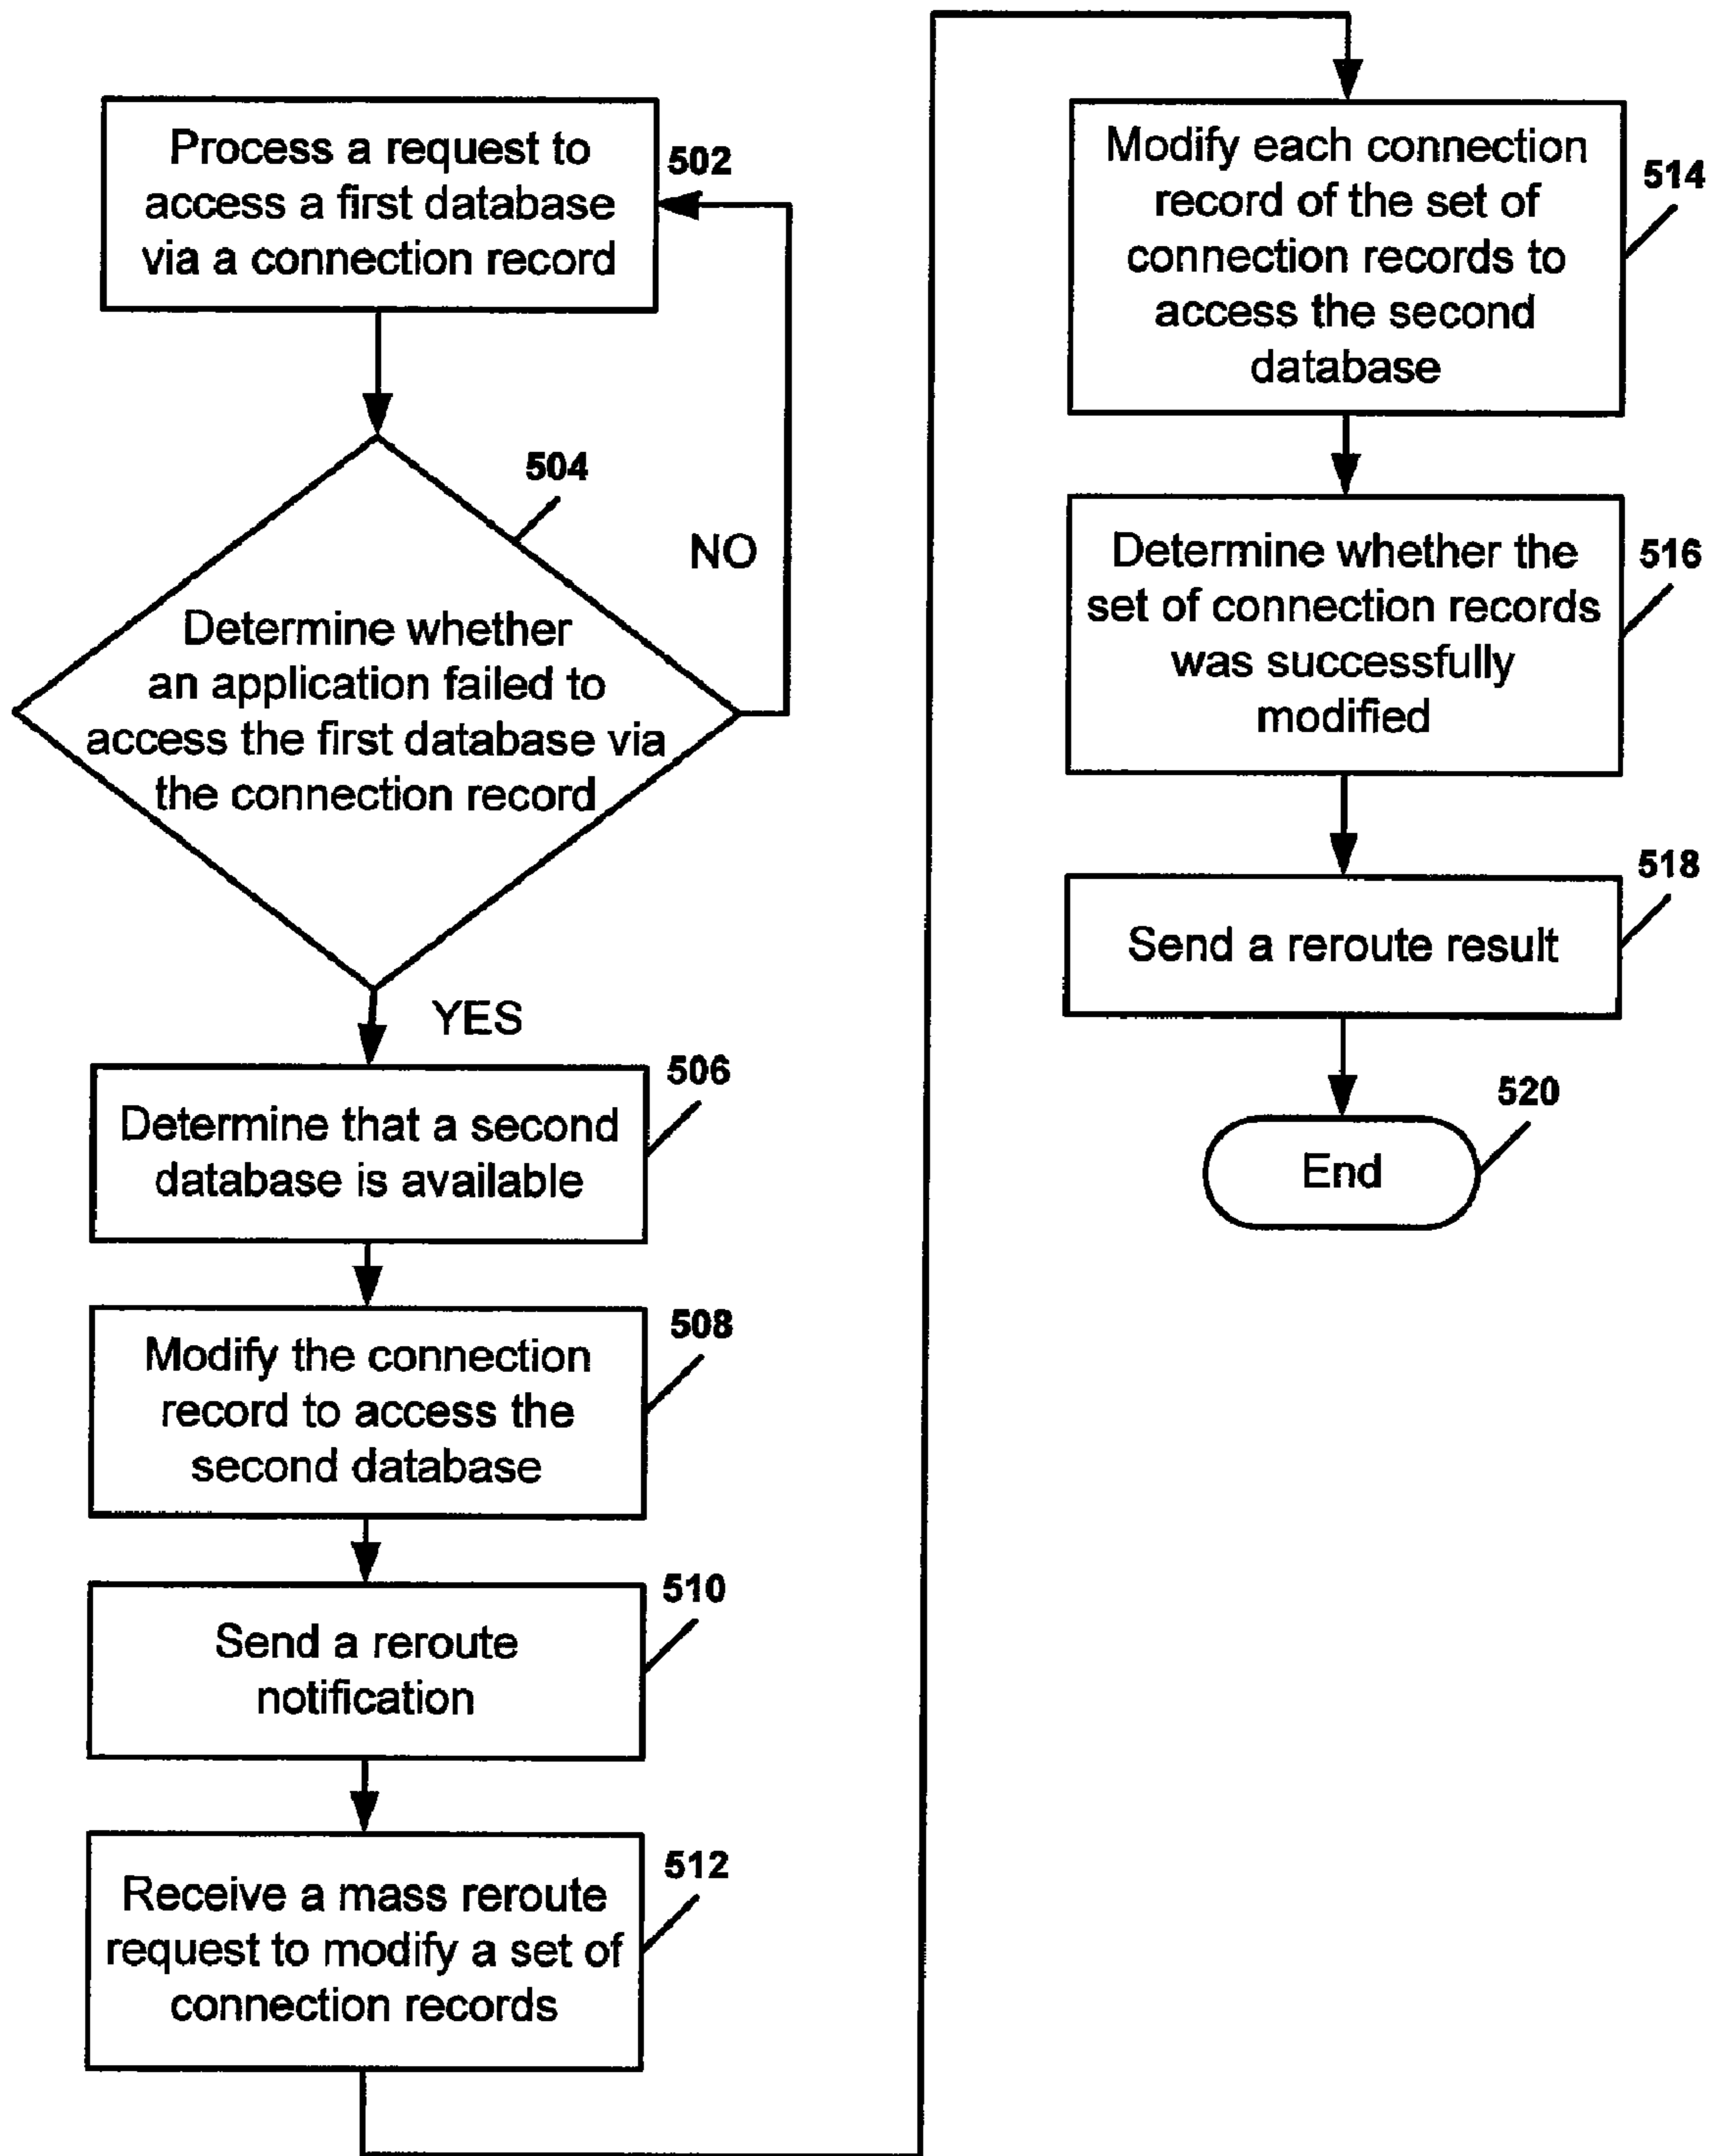 Process a request to
access a first database
via a connection record
502
504
NO
Determine whether
an application failed to
access the first database via
the connection record
YES
506
Determine that a second
database is available
508
Modify the connection
record to access the
second database
510
Send a reroute
notification
512
Receive a mass reroute
request to modify a set of
connection records
Modify each connection
record of the set of
connection records to
access the second
database
514
Determine whether the
set of connection records
was successfully
modified
516
518
Send a reroute result
520
End